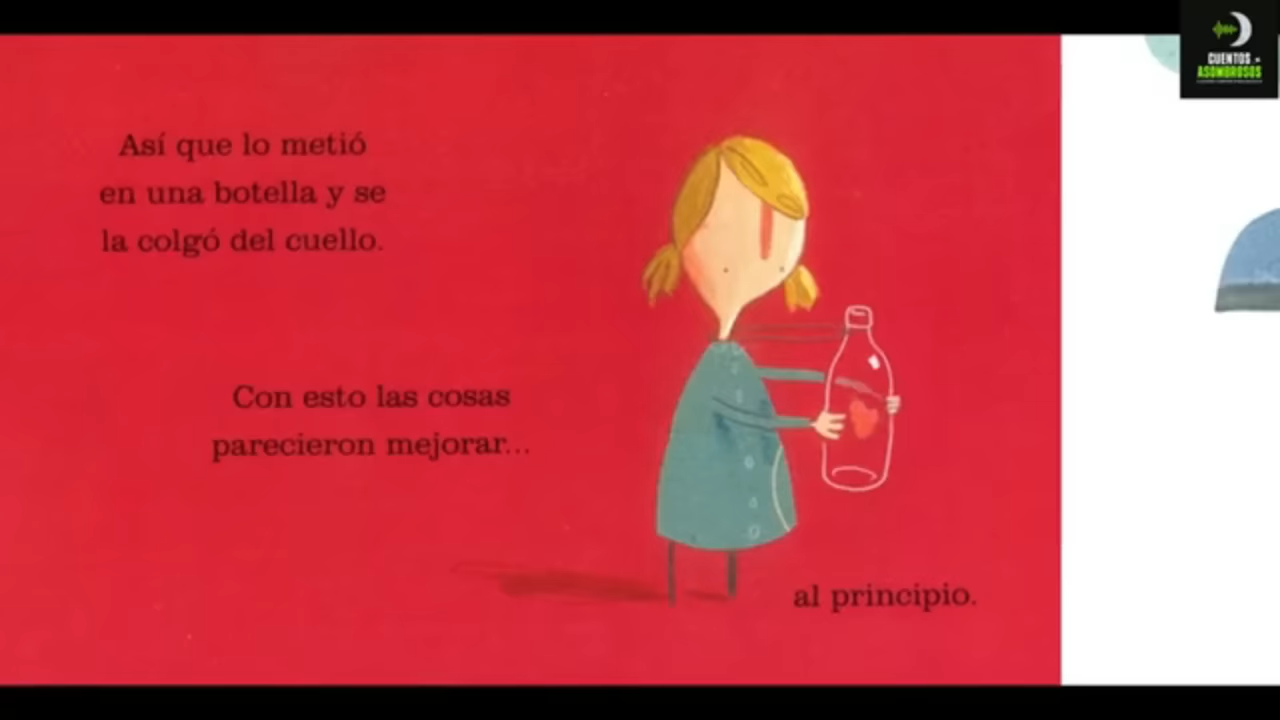 CUENTOS
ASOMBROSOS
Así que lo metió
en una botella y se
la colgó del cuello.
Con esto las cosas
parecieron mejorar...
al principio.